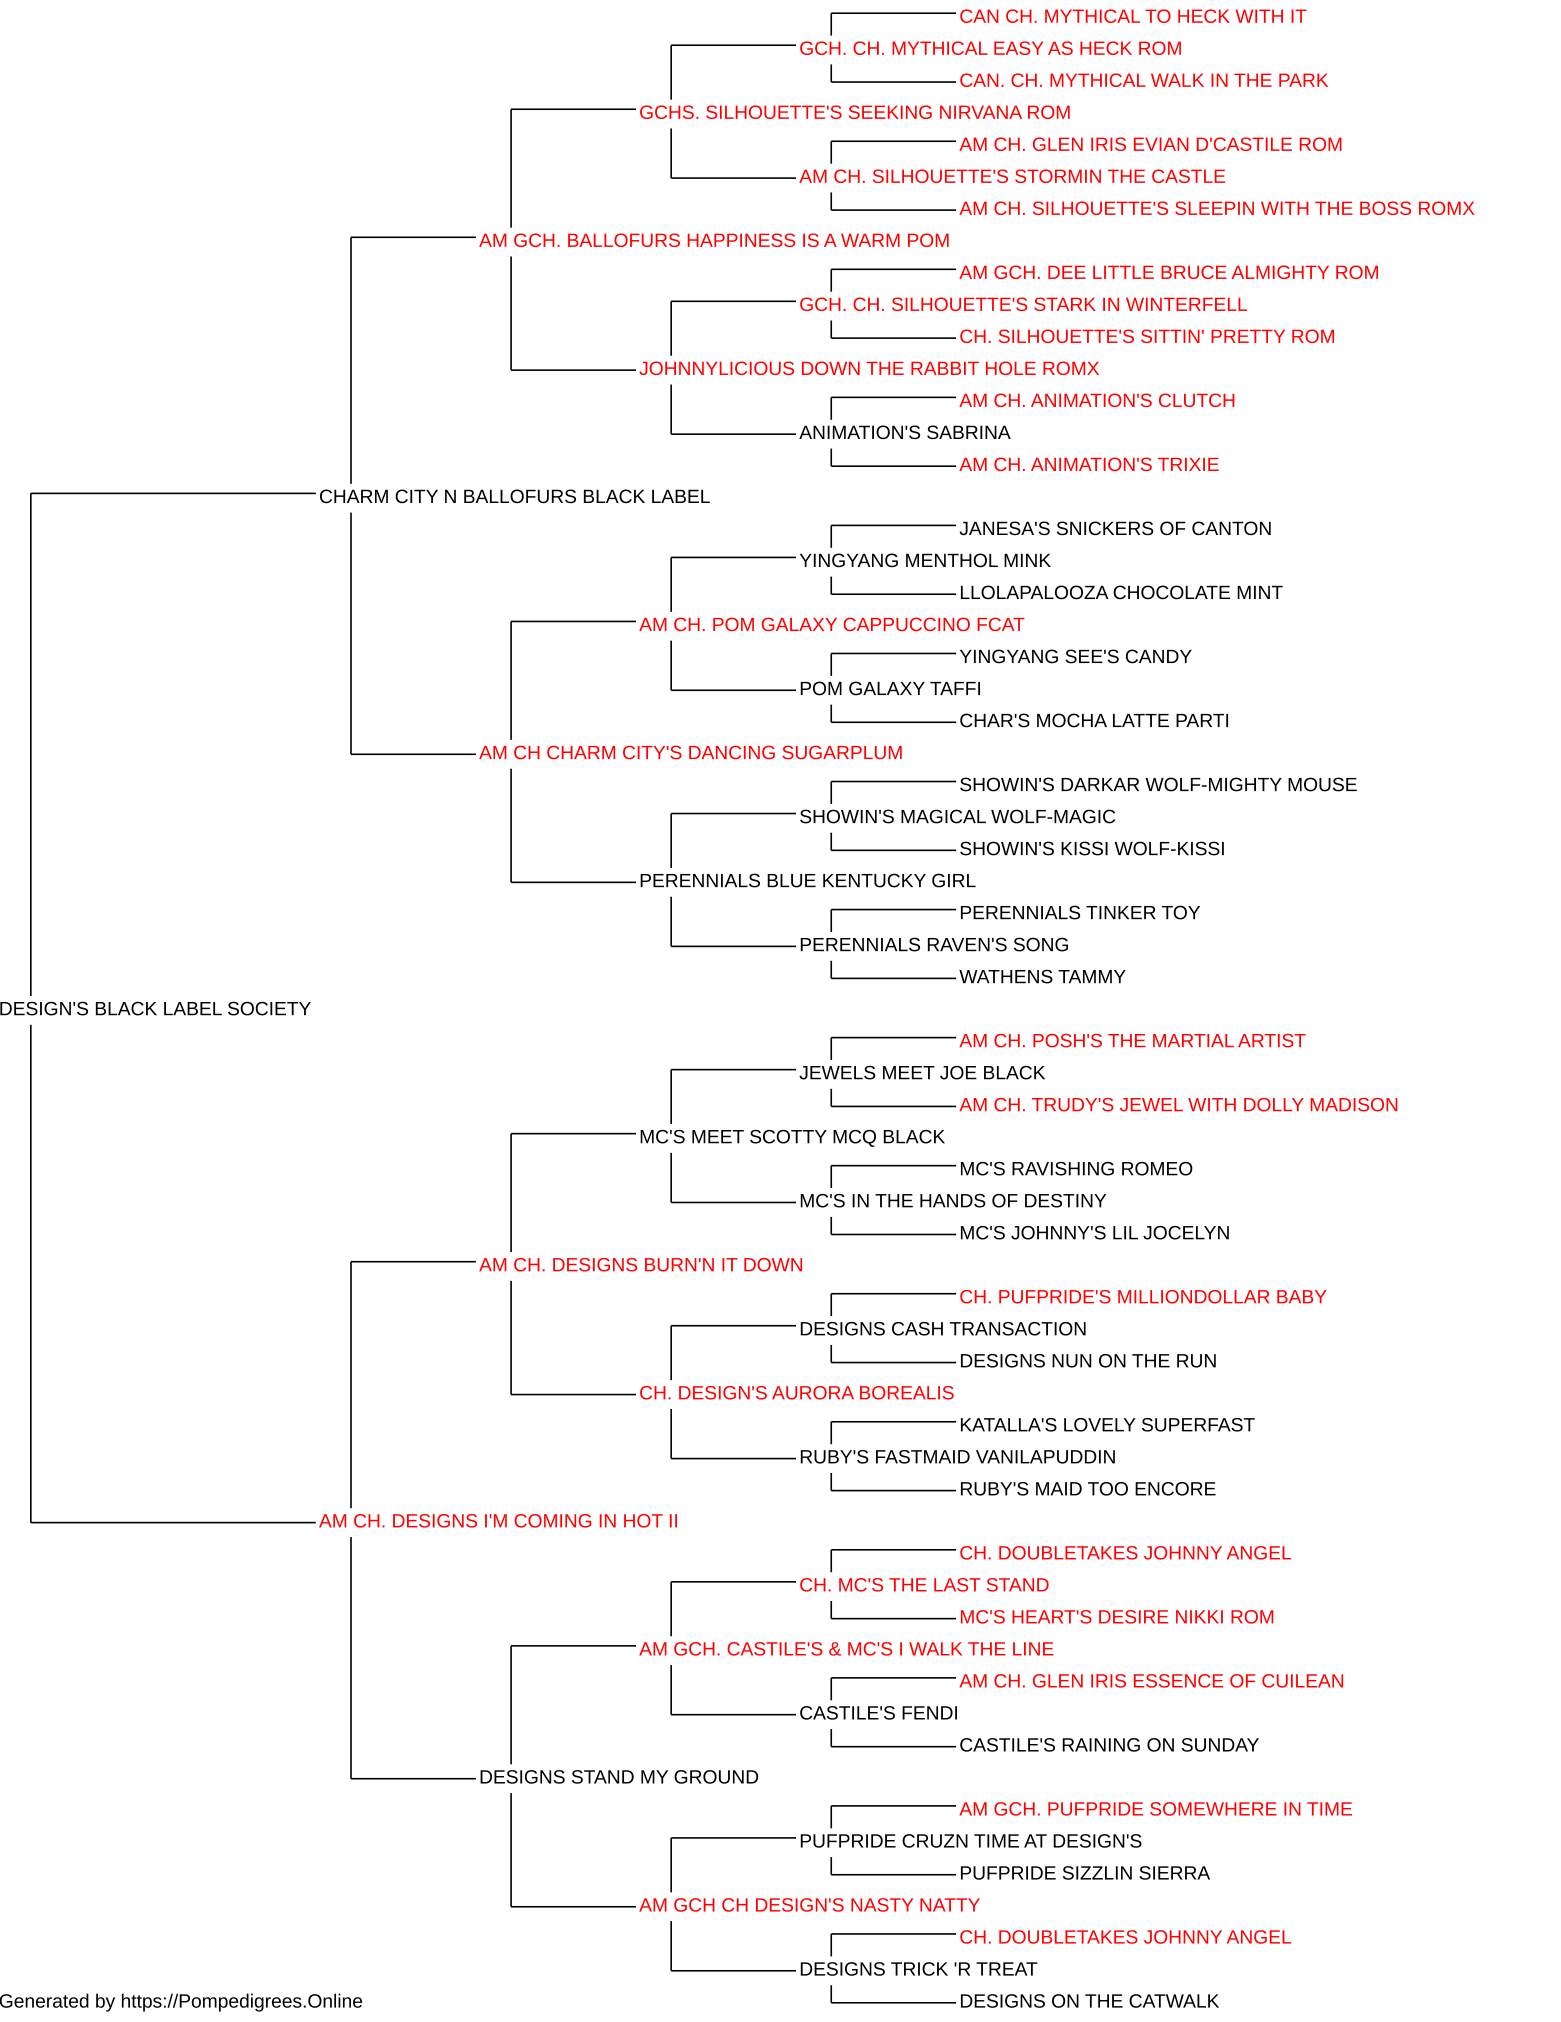 CAN CH. MYTHICAL TO HECK WITH IT
GCH. CH. MYTHICAL EASY AS HECK ROM
CAN. CH. MYTHICAL WALK IN THE PARK
GCHS. SILHOUETTE'S SEEKING NIRVANA ROM
AM CH. GLEN IRIS EVIAN D'CASTILE ROM
AM CH. SILHOUETTE'S STORMIN THE CASTLE
AM CH. SILHOUETTE'S SLEEPIN WITH THE BOSS ROMX
AM GCH. BALLOFURS HAPPINESS IS A WARM POM
AM GCH. DEE LITTLE BRUCE ALMIGHTY ROM
GCH. CH. SILHOUETTE'S STARK IN WINTERFELL
CH. SILHOUETTE'S SITTIN' PRETTY ROM
JOHNNYLICIOUS DOWN THE RABBIT HOLE ROMX
AM CH. ANIMATION'S CLUTCH
ANIMATION'S SABRINA
AM CH. ANIMATION'S TRIXIE
CHARM CITY N BALLOFURS BLACK LABEL
JANESA'S SNICKERS OF CANTON
YINGYANG MENTHOL MINK
LLOLAPALOOZA CHOCOLATE MINT
AM CH. POM GALAXY CAPPUCCINO FCAT
YINGYANG SEE'S CANDY
POM GALAXY TAFFI
CHAR'S MOCHA LATTE PARTI
AM CH CHARM CITY'S DANCING SUGARPLUM
SHOWIN'S DARKAR WOLF-MIGHTY MOUSE
SHOWIN'S MAGICAL WOLF-MAGIC
SHOWIN'S KISSI WOLF-KISSI
PERENNIALS BLUE KENTUCKY GIRL
PERENNIALS TINKER TOY
PERENNIALS RAVEN'S SONG
WATHENS TAMMY
DESIGN'S BLACK LABEL SOCIETY
AM CH. POSH'S THE MARTIAL ARTIST
JEWELS MEET JOE BLACK
AM CH. TRUDY'S JEWEL WITH DOLLY MADISON
MC'S MEET SCOTTY MCQ BLACK
MC'S RAVISHING ROMEO
MC'S IN THE HANDS OF DESTINY
MC'S JOHNNY'S LIL JOCELYN
AM CH. DESIGNS BURN'N IT DOWN
CH. PUFPRIDE'S MILLIONDOLLAR BABY
DESIGNS CASH TRANSACTION
DESIGNS NUN ON THE RUN
CH. DESIGN'S AURORA BOREALIS
KATALLA'S LOVELY SUPERFAST
RUBY'S FASTMAID VANILAPUDDIN
RUBY'S MAID TOO ENCORE
AM CH. DESIGNS I'M COMING IN HOT II
CH. DOUBLETAKES JOHNNY ANGEL
CH. MC'S THE LAST STAND
MC'S HEART'S DESIRE NIKKI ROM
AM GCH. CASTILE'S & MC'S I WALK THE LINE
AM CH. GLEN IRIS ESSENCE OF CUILEAN
CASTILE'S FENDI
CASTILE'S RAINING ON SUNDAY
DESIGNS STAND MY GROUND
AM GCH. PUFPRIDE SOMEWHERE IN TIME
PUFPRIDE CRUZN TIME AT DESIGN'S
PUFPRIDE SIZZLIN SIERRA
AM GCH CH DESIGN'S NASTY NATTY
CH. DOUBLETAKES JOHNNY ANGEL
DESIGNS TRICK 'R TREAT
DESIGNS ON THE CATWALK
Generated by https://Pompedigrees.Online